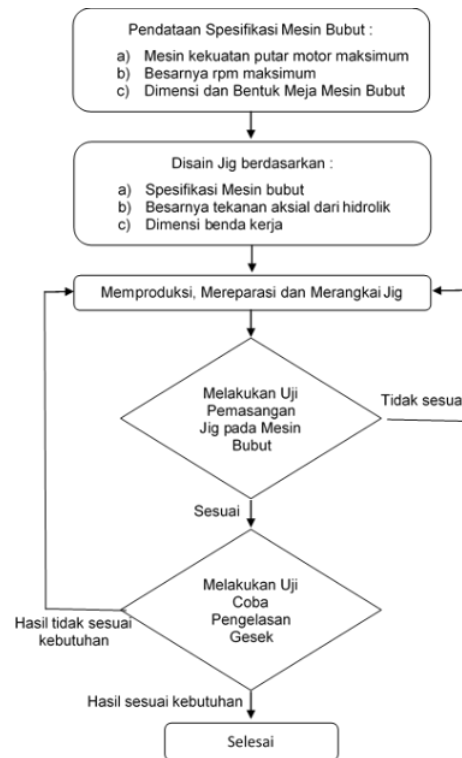 Pendataan Spesifikasi Mesin Bubut :
a) Mesin kekuatan putar motor maksimum
b) Besarnya rpm maksimum
c) Dimensi dan Bentuk Meja Mesin Bubut
Disain Jig berdasarkan :
a) Spesifikasi Mesin bubut
b) Besarnya tekanan aksial dari hidrolik
c) Dimensi benda kerja
Memproduksi, Mereparasi dan Merangkai Jig
Melakukan Uji
Pemasangan
Jig pada Mesin
Bubut
Tidak sesua
Sesuai
Melakukan Uji
Coba
Pengelasan
Gesek
Hasil tidak sesuai
kebutuhan
Hasil sesuai kebutuhan
Selesai